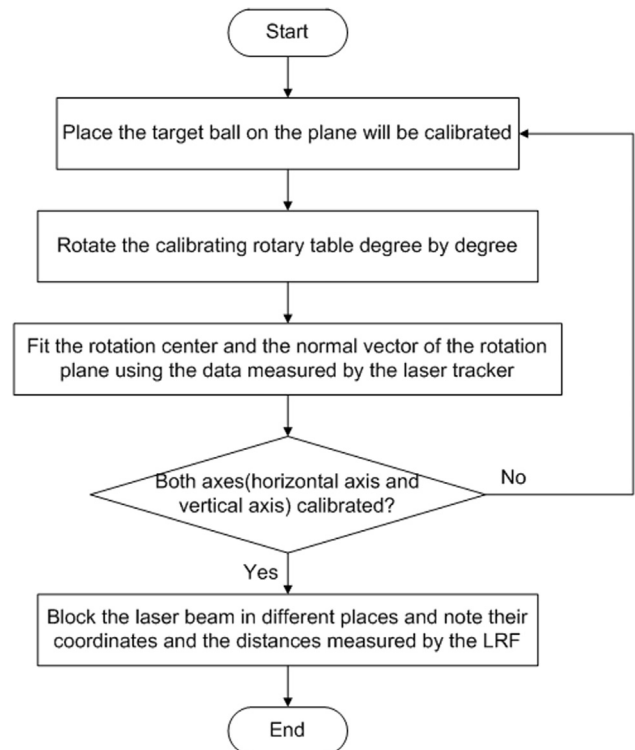 Start
Place the target ball on the plane will be calibrated
Rotate the calibrating rotary table degree by degree
Fit the rotation center and the normal vector of the rotation
plane using the data measured by the laser tracker
Both axes(horizontal axis and
vertical axis) calibrated?
No
Yes
Block the laser beam in different places and note their
coordinates and the distances measured by the LRF
End